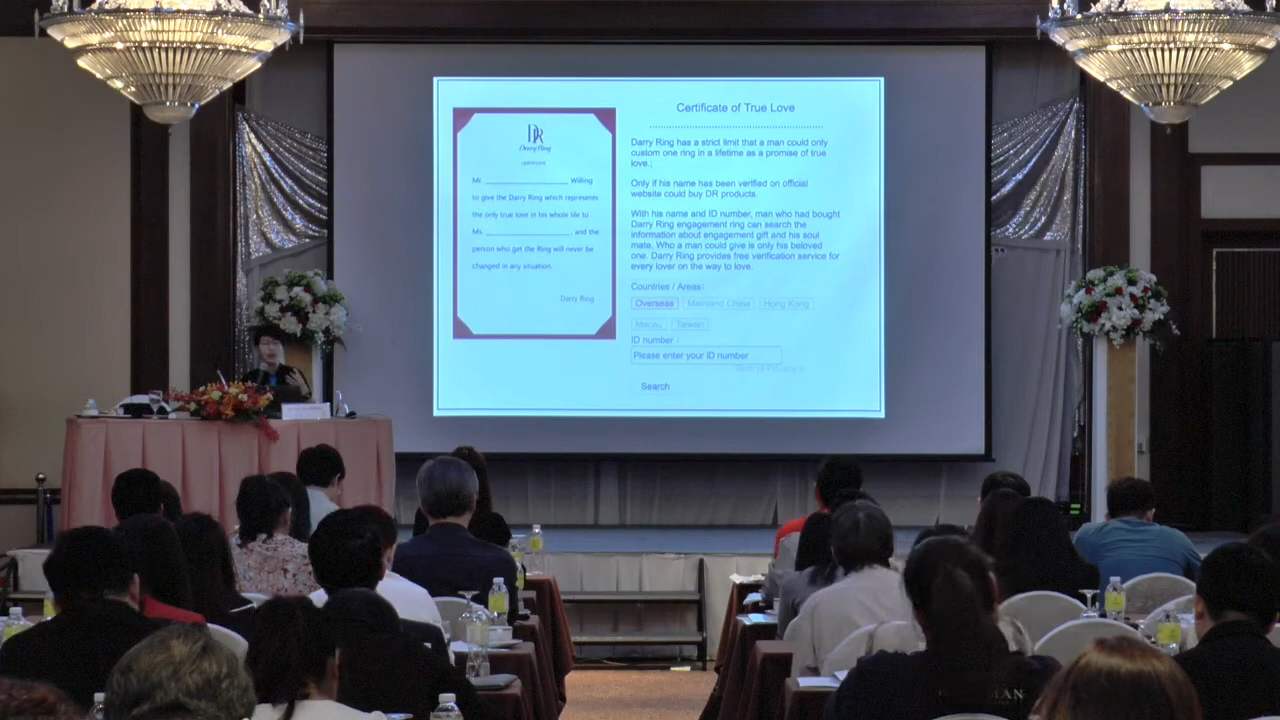 DR
Darry Ring
Mr. ____________________ Willing
to give the Darry Ring which represents
the only true love in his whole life to
Ms. ____________________ , and the
person who get the Ring will never be
changed in any situation.
Darry Ring
Certificate of True Love
Darry Ring has a strict limit that a man could only
custom one ring in a lifetime as a promise of true
love.;
Only if his name has been verified on official
website could buy DR products.
With his name and ID number, man who had bought
Darry Ring engagement ring can search the
information about engagement gift and his soul
mate. Who a man could give is only his beloved
one. Darry Ring provides free verification service for
every lover on the way to love.
Countries / Areas:
Overseas Mainland China Hong Kong
Macau Taiwan
ID number :
Please enter your ID number
Search
MAN